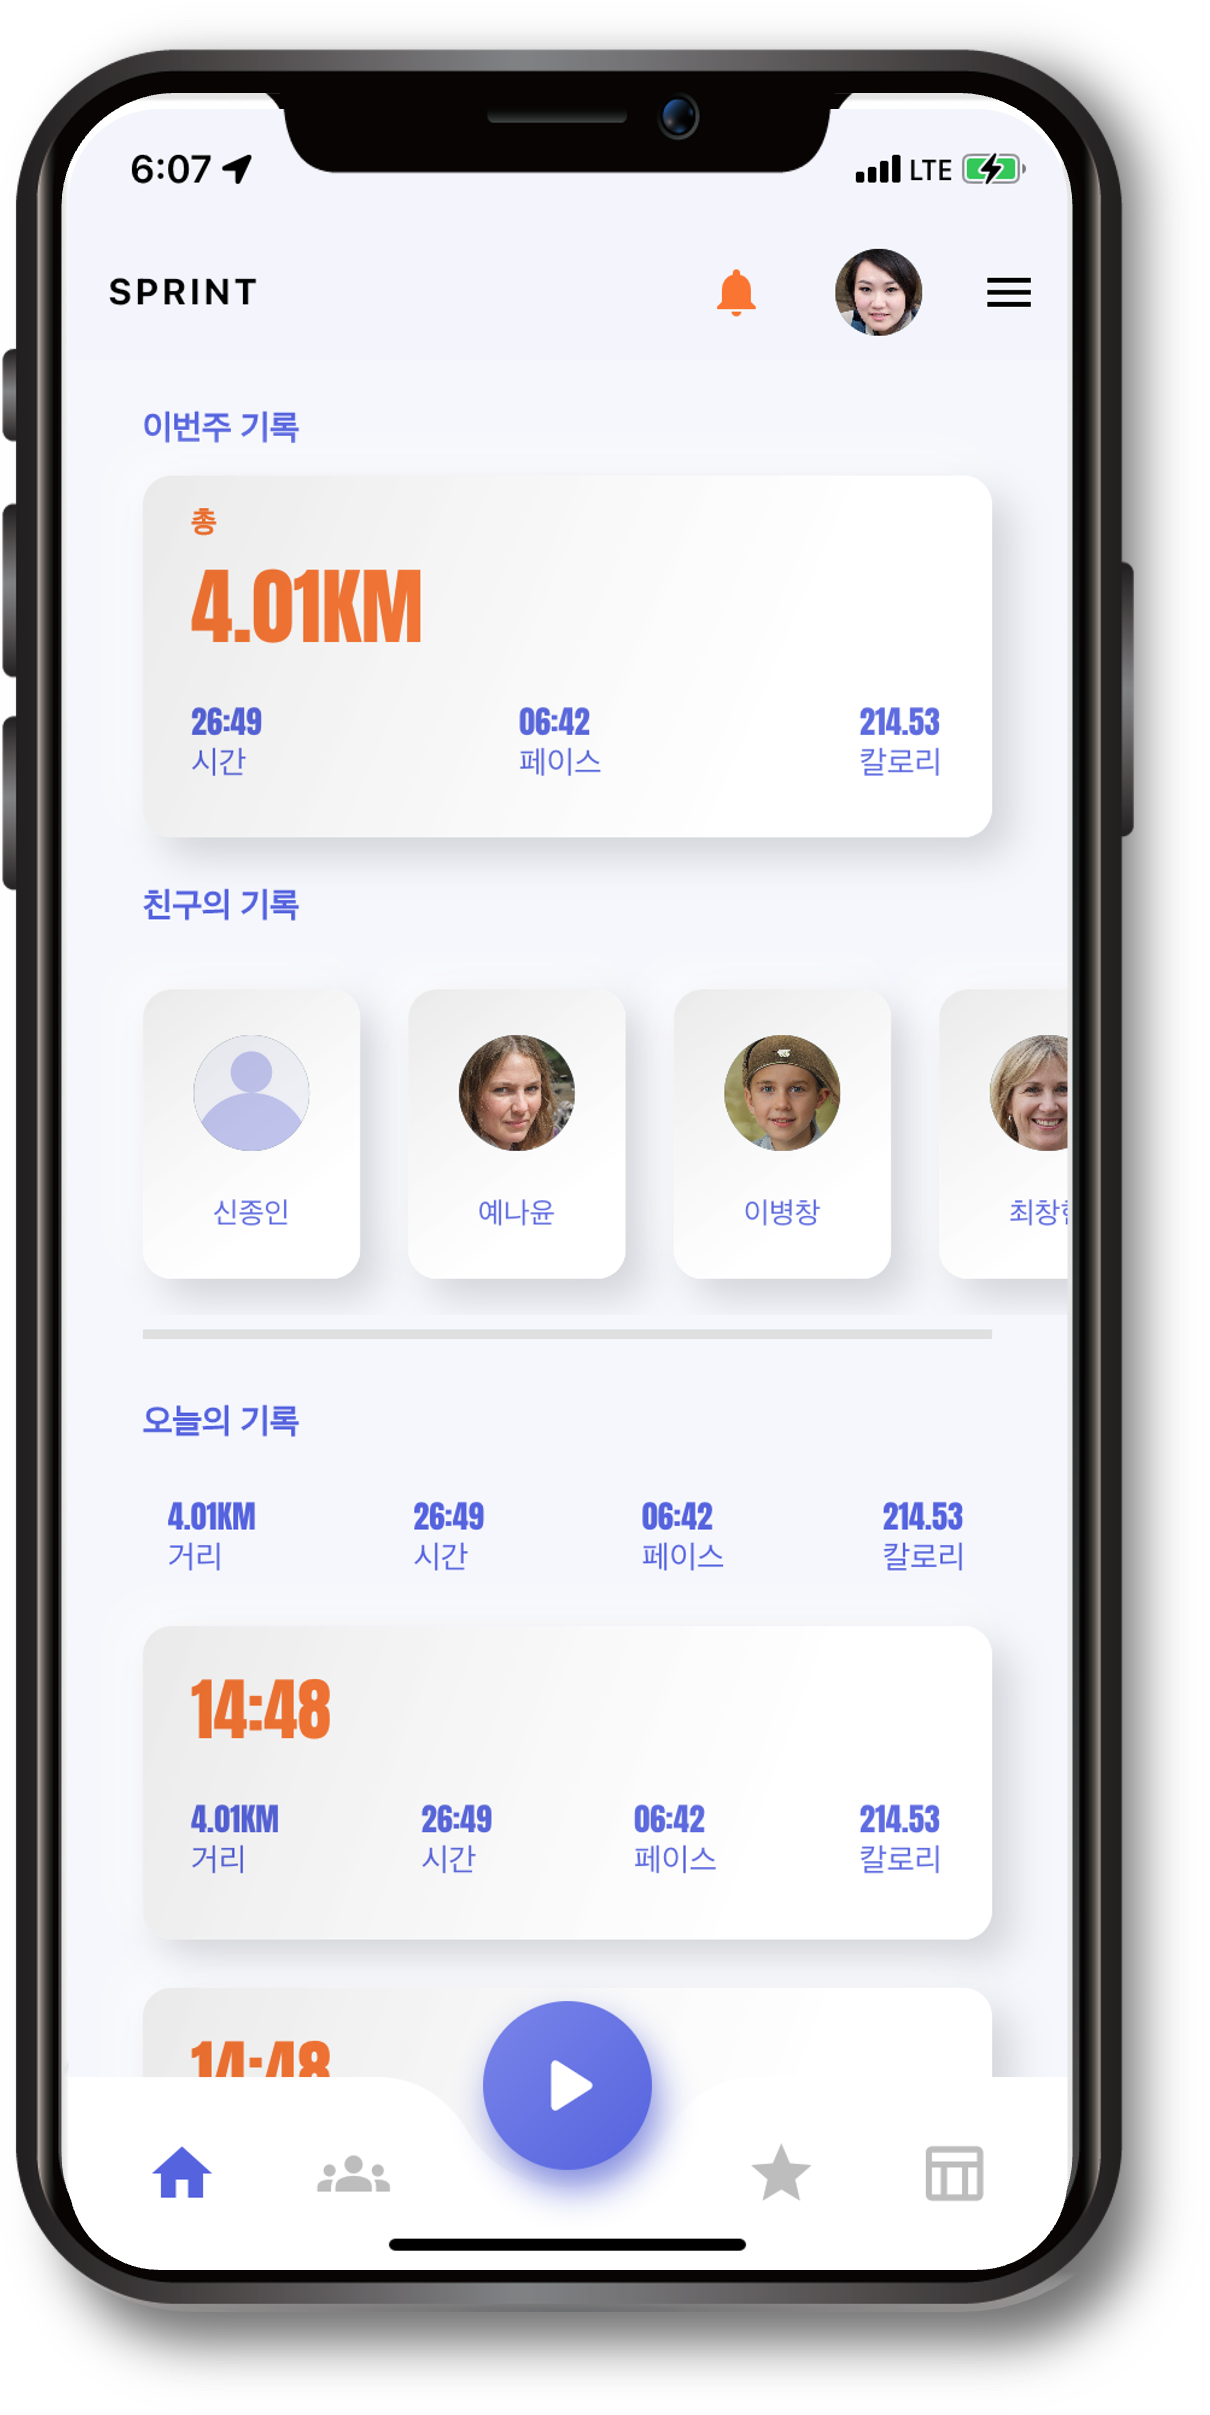 6:07 LTE
SPRINT
이번주 기록
총
4.01KM
26:49 06:42 214.53
시간 페이스 칼로리
친구의 기록
신종인 예나윤 이병창 최창
오늘의 기록
4.01KM 26:49 06:42 214.53
거리 시간 페이스 칼로리
14:48
4.01KM 26:49 06:42 214.53
거리 시간 페이스 칼로리
14:48